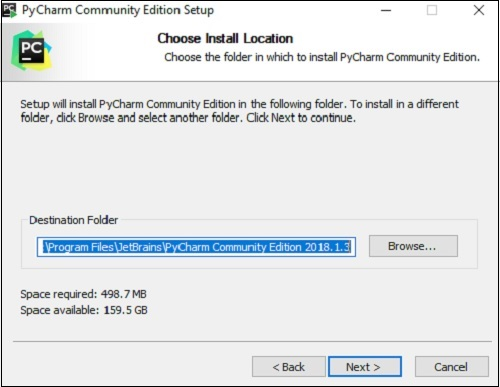 PyCharm Community Edition Setup
PC
Choose Install Location
Choose the folder in which to install PyCharm Community Edition.
Setup will install PyCharm Community Edition in the following folder. To install in a different
folder, click Browse and select another folder. Click Next to continue.
Destination Folder
:\Program Files\JetBrains\PyCharm Community Edition 2018.1.3
Browse...
Space required: 498.7 MB
Space available: 159.5 GB
< Back
Next >
Cancel